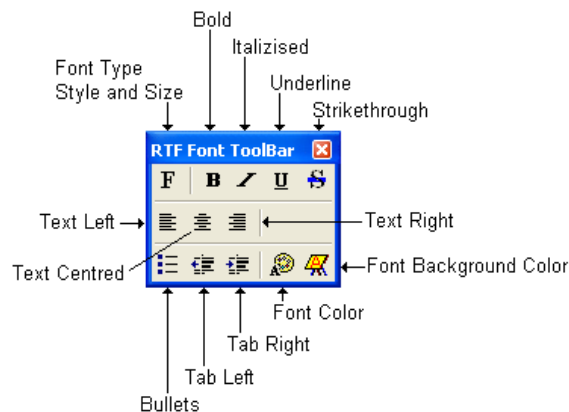 Bold
Italizised
Font Type
Style and Size
Underline
Strikethrough
RTF Font ToolBar
F B I U S
Text Left
Text Right
Text Centred
Font Background Color
Font Color
Tab Right
Tab Left
Bullets